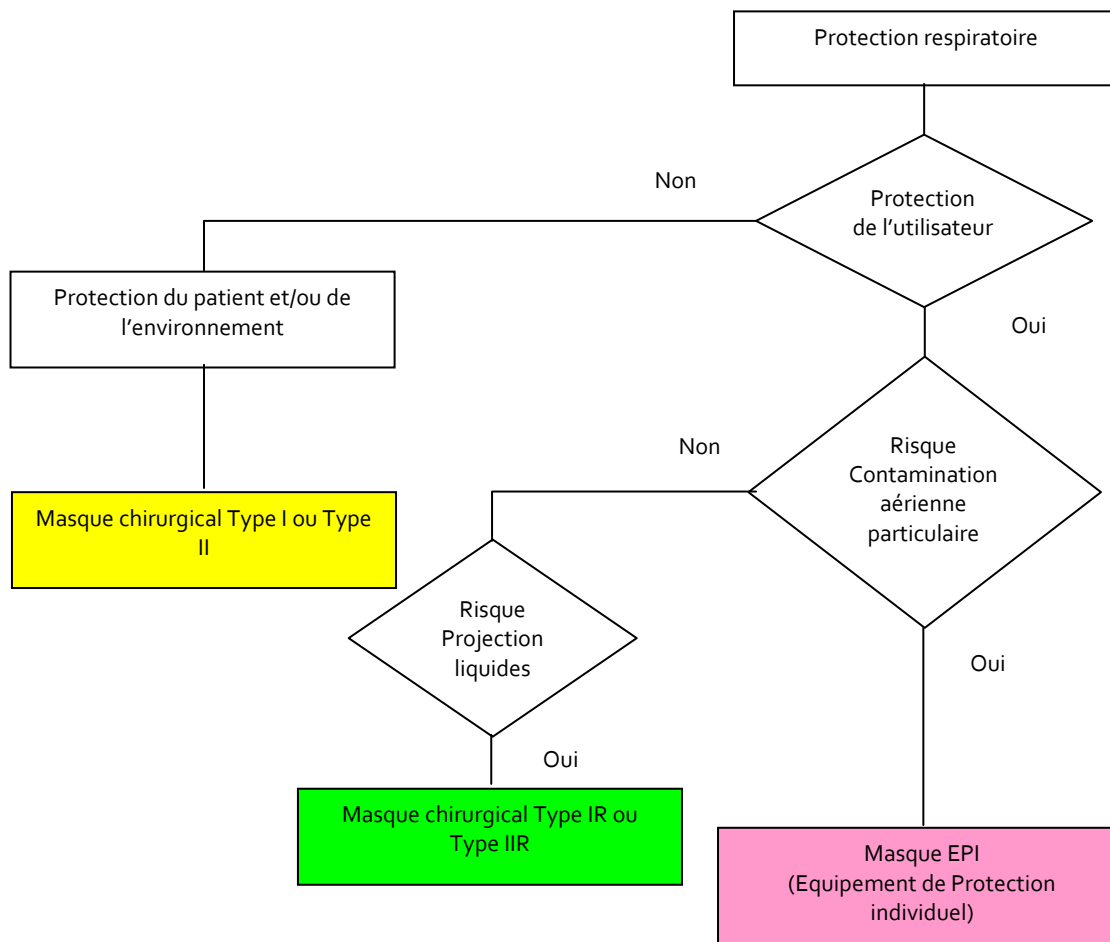 Protection respiratoire
Non
Protection
de l'utilisateur
Protection du patient et/ou de
l'environnement
Oui
Non
Risque
Contamination
aérienne
particulaire
Masque chirurgical Type I ou Type
II
Risque
Projection
liquides
Oui
Oui
Masque chirurgical Type IR ou
Type IIR
Masque EPI
(Equipement de Protection
individuel)